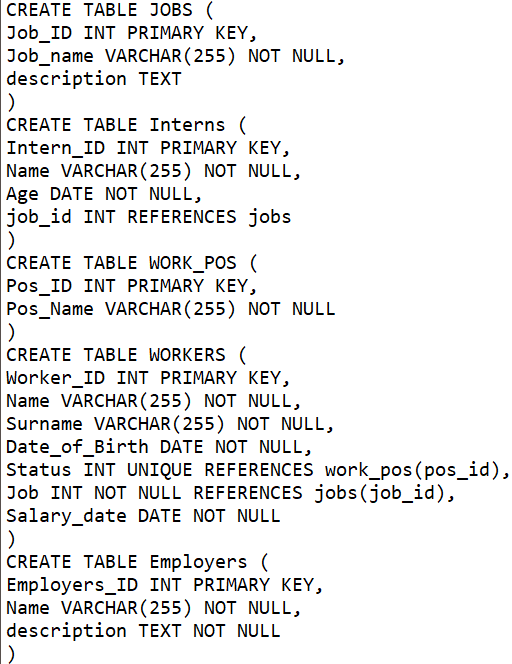 CREATE TABLE JOBS (
Job_ID INT PRIMARY KEY,
Job_name VARCHAR(255) NOT NULL,
description TEXT
)
CREATE TABLE Interns (
Intern_ID INT PRIMARY KEY,
Name VARCHAR(255) NOT NULL,
Age DATE NOT NULL,
job_id INT REFERENCES jobs
)
CREATE TABLE WORK_POS (
Pos_ID INT PRIMARY KEY,
Pos_Name VARCHAR(255) NOT NULL
)
CREATE TABLE WORKERS (
Worker_ID INT PRIMARY KEY,
Name VARCHAR(255) NOT NULL,
Surname VARCHAR(255) NOT NULL,
Date_of_Birth DATE NOT NULL,
Status INT UNIQUE REFERENCES work_pos(pos_id),
Job INT NOT NULL REFERENCES jobs(job_id),
Salary_date DATE NOT NULL
)
CREATE TABLE Employers (
Employers_ID INT PRIMARY KEY,
Name VARCHAR(255) NOT NULL,
description TEXT NOT NULL
)